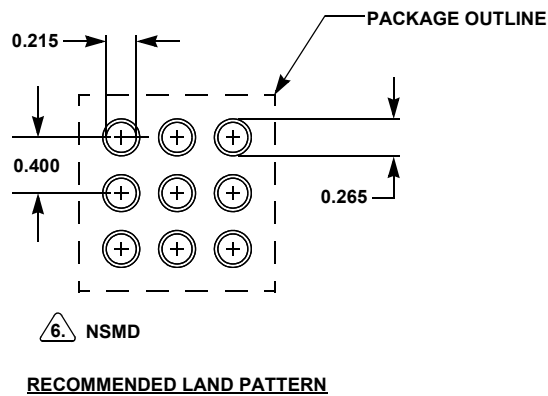 PACKAGE OUTLINE
0.215
0.400
0.265
6. NSMD
RECOMMENDED LAND PATTERN